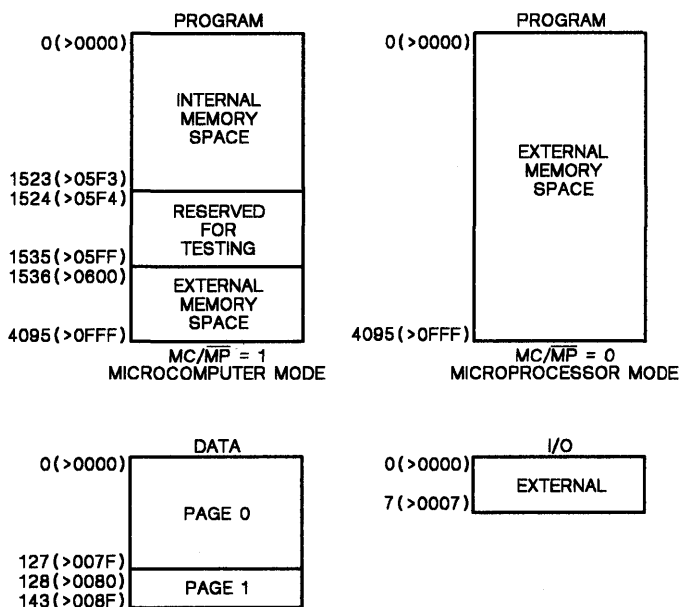 PROGRAM
0(>0000)
INTERNAL
MEMORY
SPACE
1523(>05F3)
1524(>05F4)
RESERVED
FOR
TESTING
1535(>05FF)
1536(>0600)
EXTERNAL
MEMORY
SPACE
4095(>0FFF)
MC/M̅P̅ = 1
MICROCOMPUTER MODE
PROGRAM
0(>0000)
EXTERNAL
MEMORY
SPACE
4095(>0FFF)
MC/M̅P̅ = 0
MICROPROCESSOR MODE
DATA
0(>0000)
PAGE 0
127(>007F)
128(>0080)
PAGE 1
143(>008F)
I/O
0(>0000)
EXTERNAL
7(>0007)